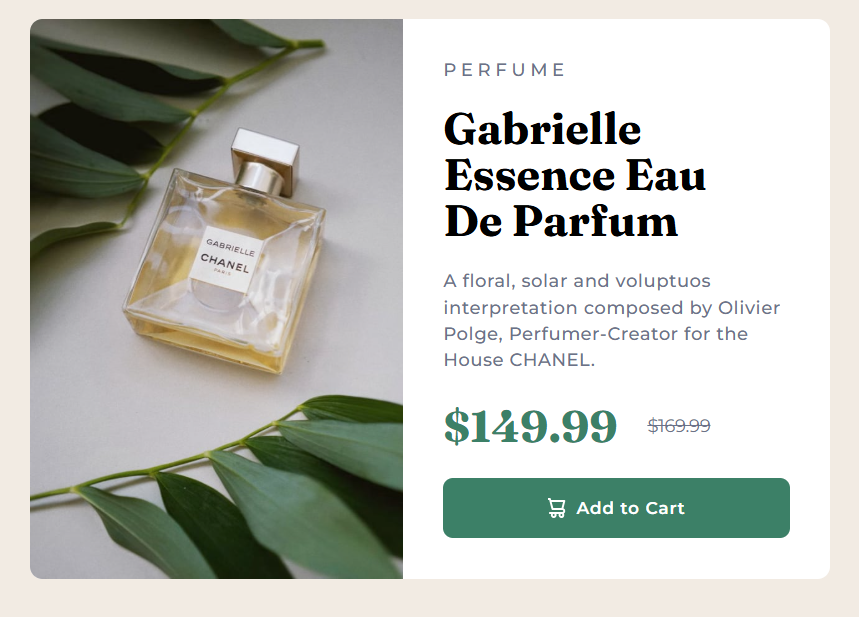 GABRIELLE
CHANEL
PARIS
PERFUME
Gabrielle
Essence Eau
De Parfum
A floral, solar and voluptuos
interpretation composed by Olivier
Polge, Perfumer-Creator for the
House CHANEL.
$149.99 $169.99
Add to Cart